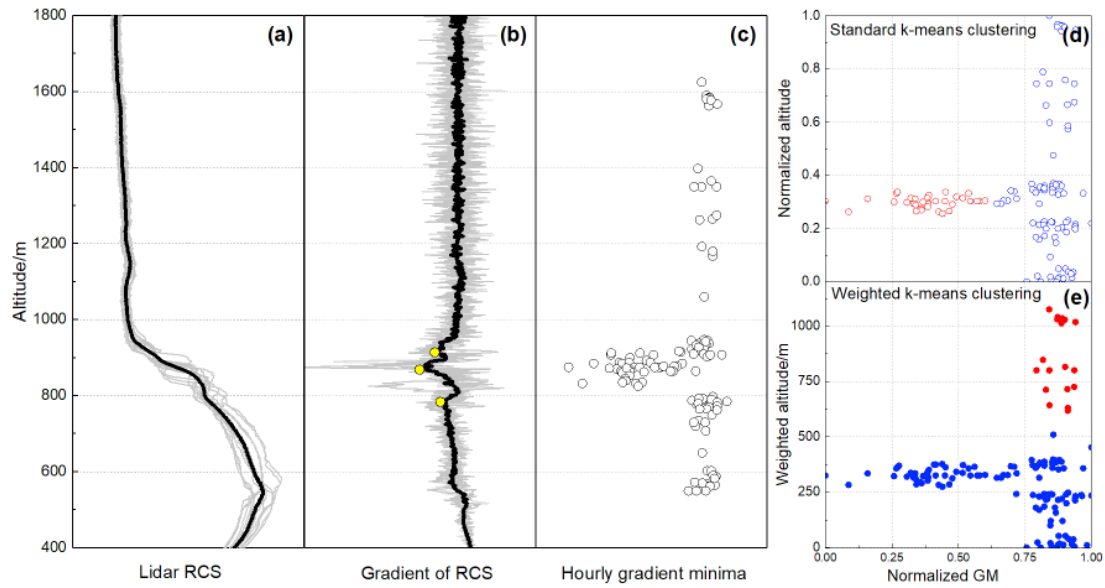 1800
1600
1400
1200
1000
800
600
400
Altitude/m
(a)
Lidar RCS
(b)
Gradient of RCS
(c)
Hourly gradient minima
Standard k-means clustering
(d)
1.0
0.8
0.6
0.4
0.2
0.0
Normalized altitude
Weighted k-means clustering
(e)
1000
750
500
250
0
Weighted altitude/m
0.00 0.25 0.50 0.75 1.00
Normalized GM